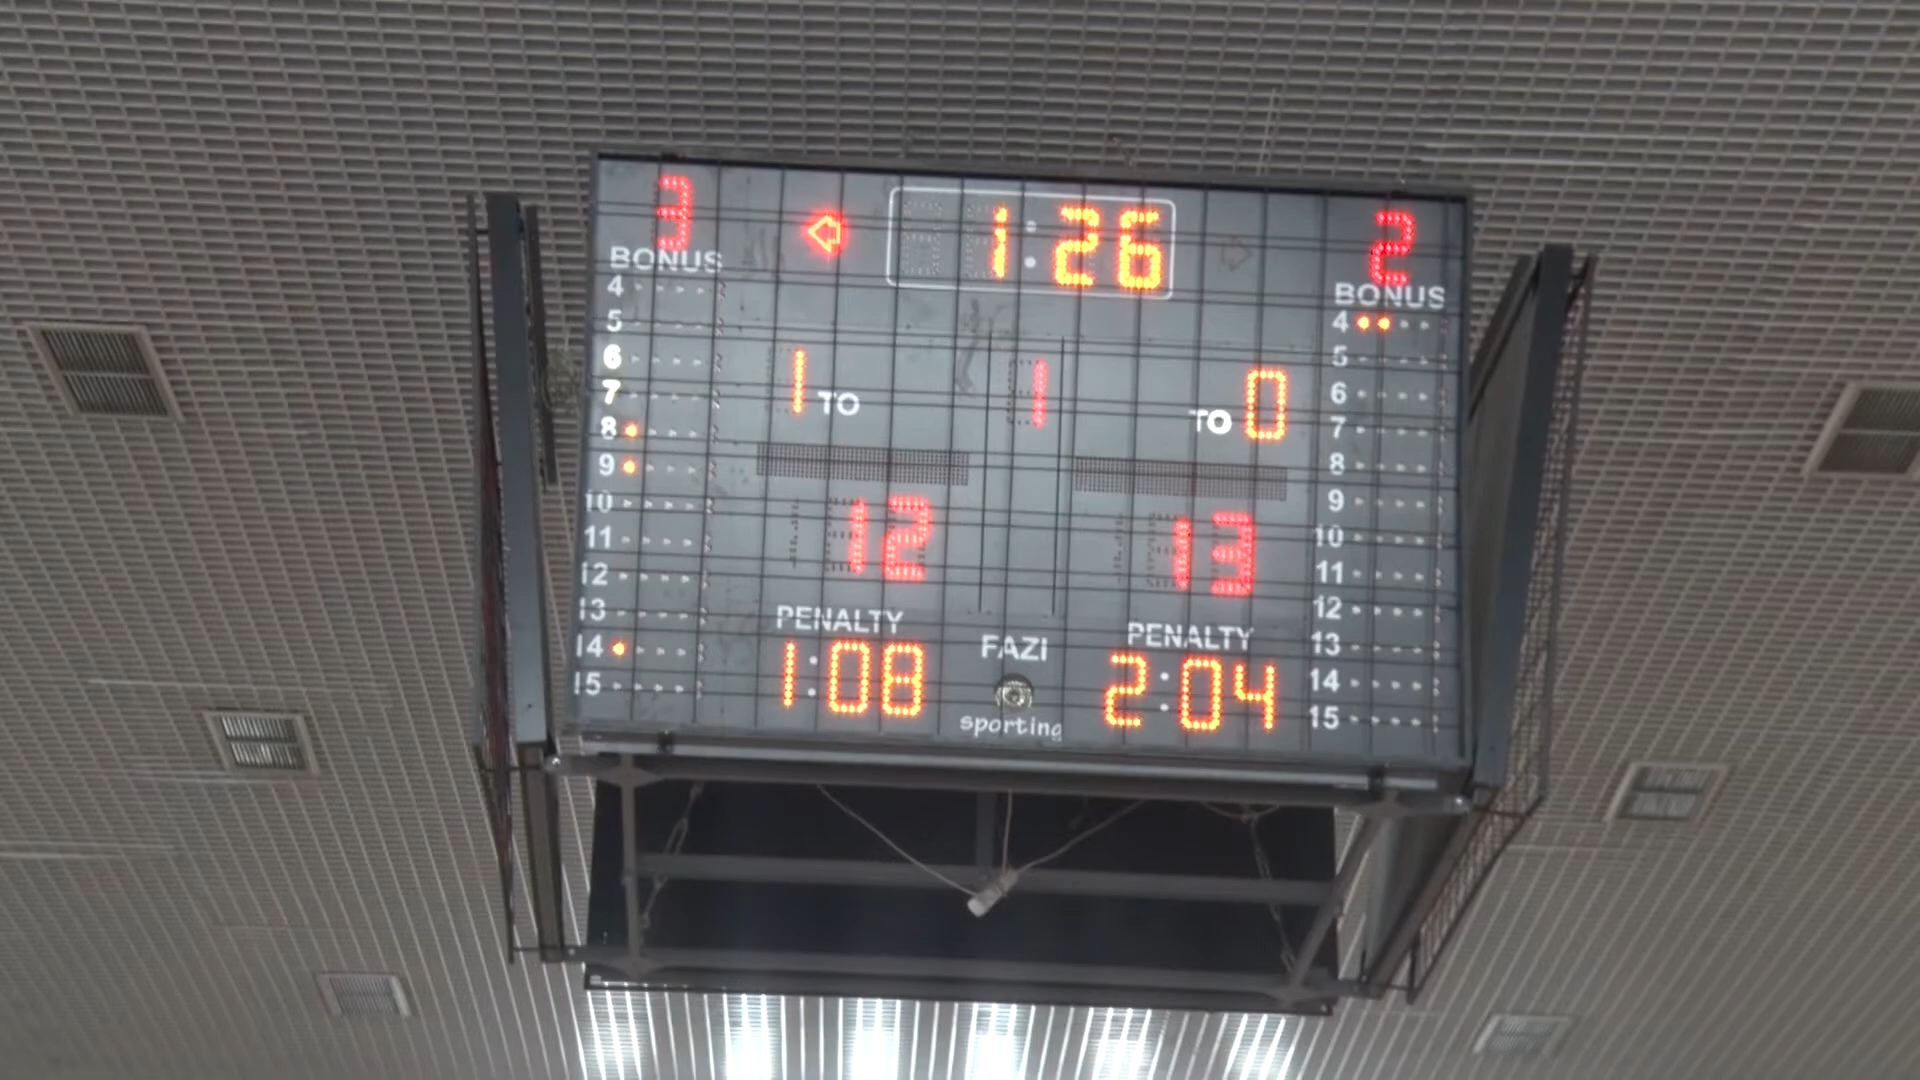 3 1:26 2
BONUS BONUS
4 4
5 5
6 1 TO 1 TO 0 6
7 7
8 8
9 9
10 12 13 10
11 11
12 12
13 PENALTY FAZI PENALTY 13
14 1:08 2:04 14
15 sporting 15